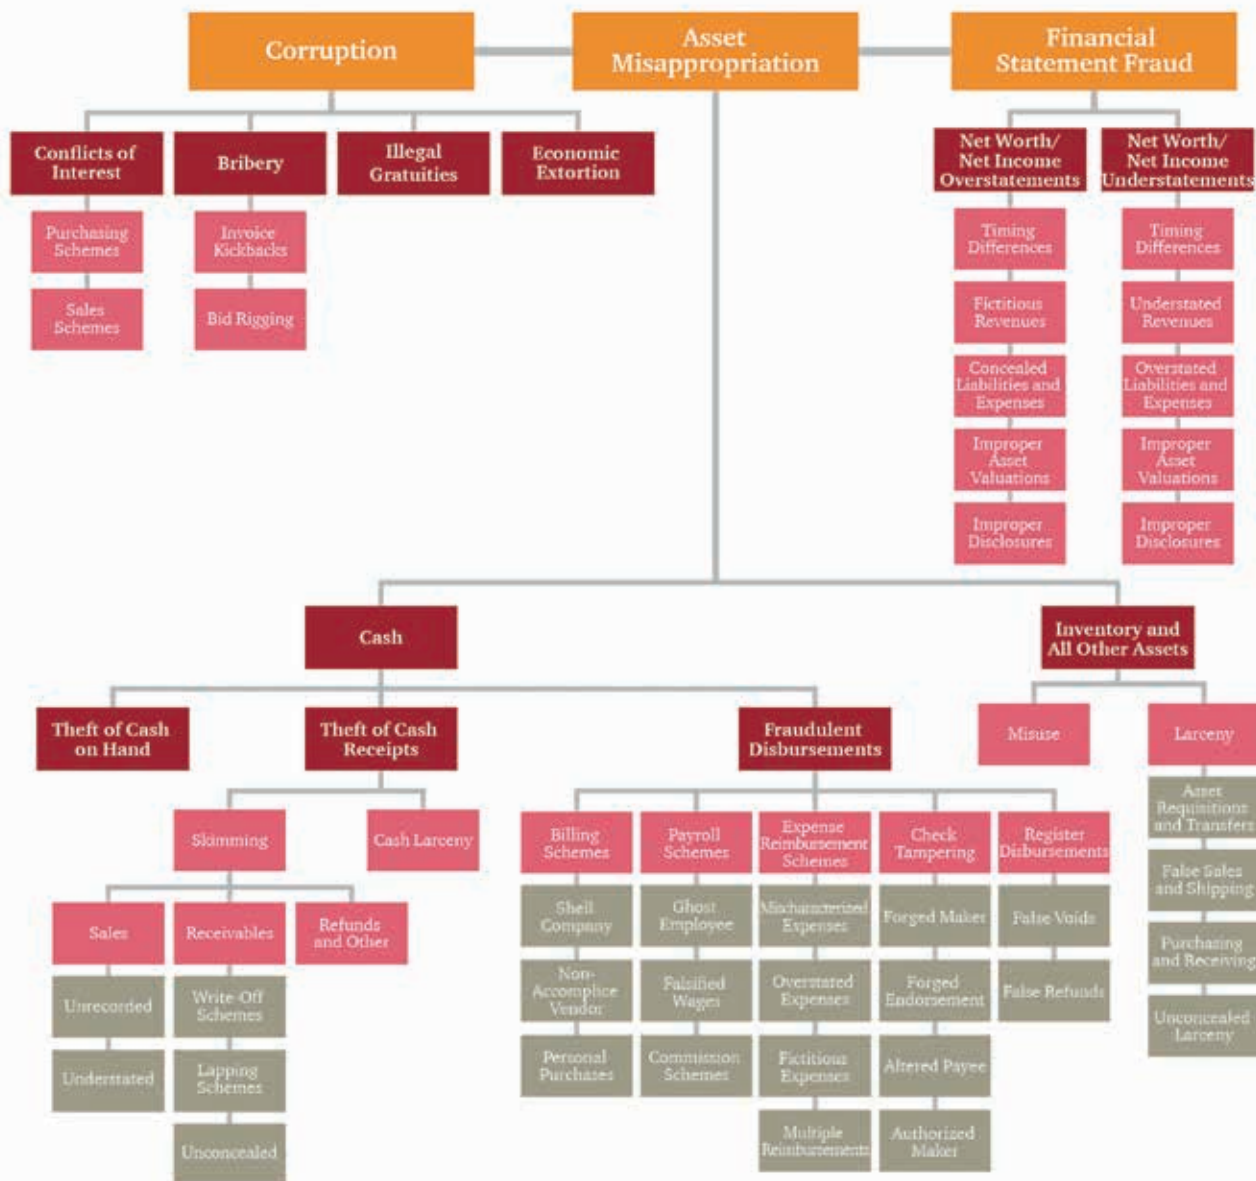 Corruption
Asset
Misappropriation
Financial
Statement Fraud
Conflicts of
Interest
Bribery
Illegal
Gratuities
Economic
Extortion
Net Worth/
Net Income
Overstatements
Net Worth/
Net Income
Understatements
Purchasing
Schemes
Sales
Schemes
Invoice
Kickbacks
Bid Rigging
Timing
Differences
Fictitious
Revenues
Concealed
Liabilities and
Expenses
Improper
Asset
Valuations
Improper
Disclosures
Timing
Differences
Understated
Revenues
Overstated
Liabilities and
Expenses
Improper
Asset
Valuations
Improper
Disclosures
Cash
Inventory and
All Other Assets
Theft of Cash
on Hand
Theft of Cash
Receipts
Fraudulent
Disbursements
Misuse
Larceny
Asset
Requisitions
and Transfers
False Sales
and Shipping
Purchasing
and Receiving
Unconcealed
Larceny
Skimming
Cash Larceny
Sales
Receivables
Refunds
and Other
Unrecorded
Understated
Write-Off
Schemes
Lapping
Schemes
Unconcealed
Billing
Schemes
Shell
Company
Non-
Accomplice
Vendor
Personal
Purchases
Payroll
Schemes
Ghost
Employee
Falsified
Wages
Commission
Schemes
Expense
Reimbursement
Schemes
Mischaracterized
Expenses
Overstated
Expenses
Fictitious
Expenses
Multiple
Reimbursements
Check
Tampering
Forged Maker
Forged
Endorsement
Altered Payee
Authorized
Maker
Register
Disbursements
False Voids
False Refunds